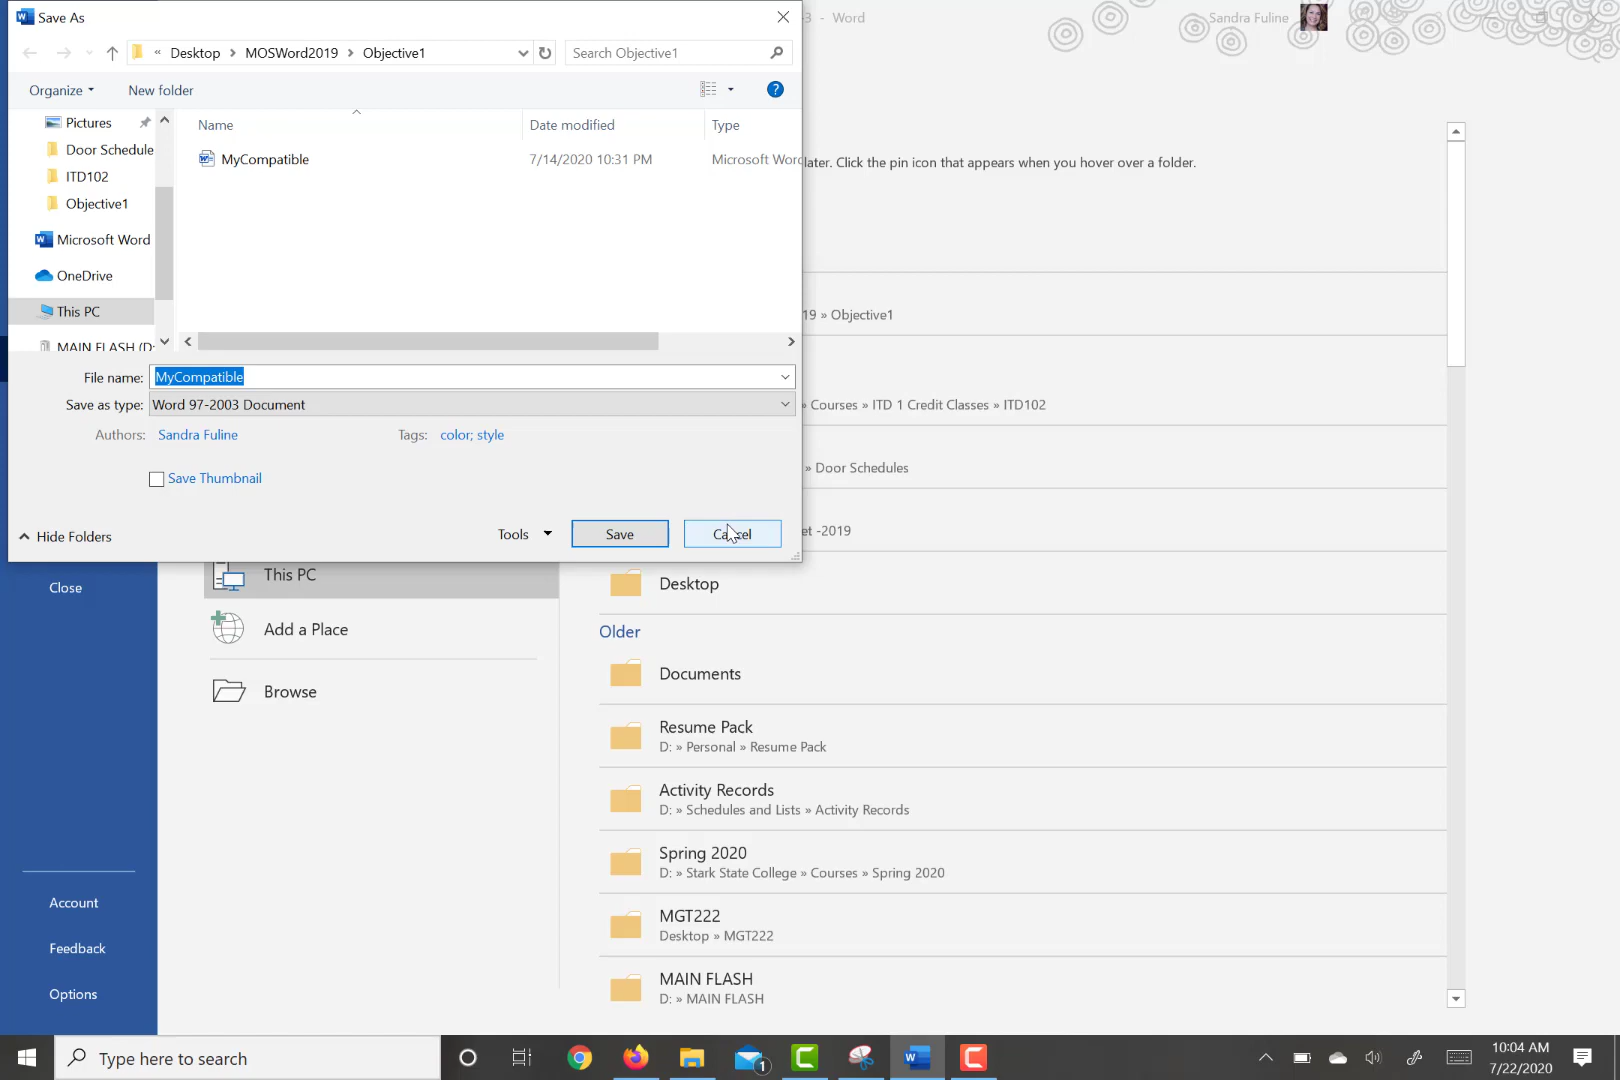 Save As
3 - Word
Sandra Fuline
« Desktop > MOSWord2019 > Objective1
Search Objective1
Organize
New folder
?
Pictures
Door Schedule
ITD102
Objective1
Microsoft Word
OneDrive
This PC
MAIN FLASH (D:
Name
Date modified
Type
MyCompatible
7/14/2020 10:31 PM
Microsoft Word
later. Click the pin icon that appears when you hover over a folder.
19 » Objective1
File name:
MyCompatible
Save as type:
Word 97-2003 Document
» Courses » ITD 1 Credit Classes » ITD102
Authors:
Sandra Fuline
Tags:
color; style
» Door Schedules
Save Thumbnail
Hide Folders
Tools
Save
Cancel
et -2019
Close
This PC
Add a Place
Browse
Desktop
Older
Documents
Resume Pack
D: » Personal » Resume Pack
Activity Records
D: » Schedules and Lists » Activity Records
Spring 2020
D: » Stark State College » Courses » Spring 2020
MGT222
Desktop » MGT222
MAIN FLASH
D: » MAIN FLASH
Account
Feedback
Options
Type here to search
1
10:04 AM
7/22/2020